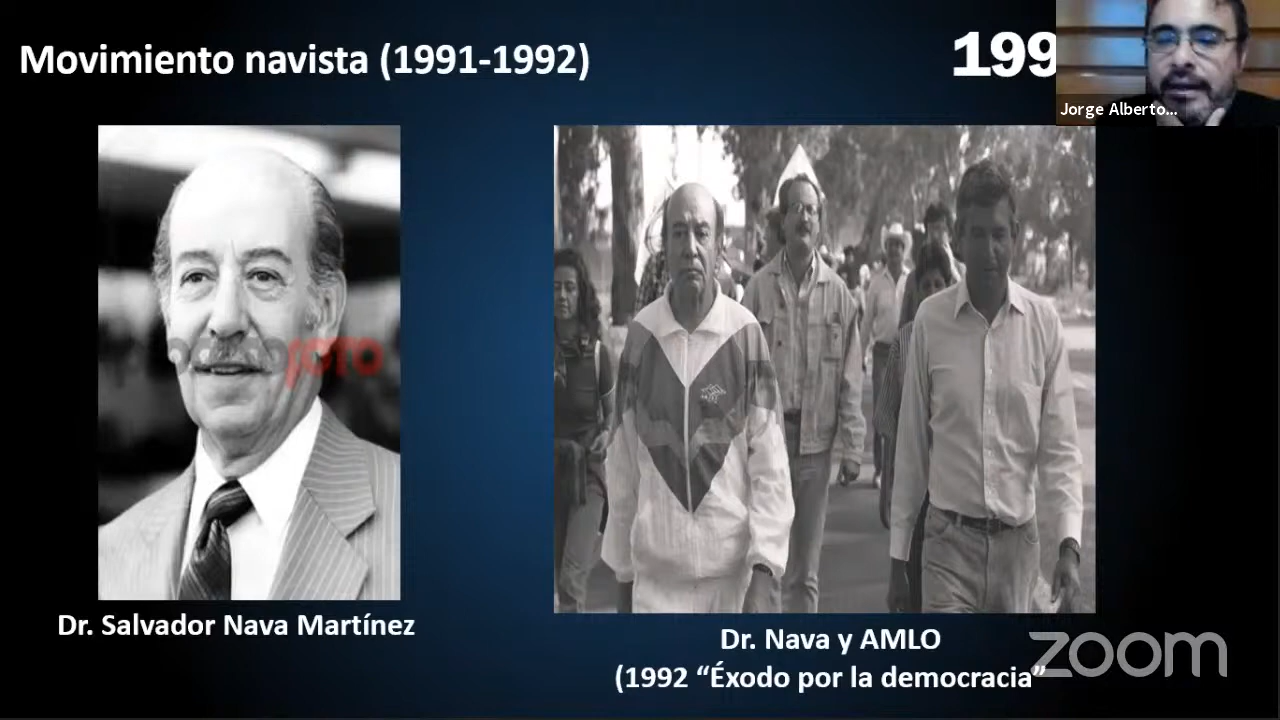 Movimiento navista (1991-1992)
199
Jorge Alberto...
Dr. Salvador Nava Martínez
Dr. Nava y AMLO
(1992 “Éxodo por la democracia”
zoom